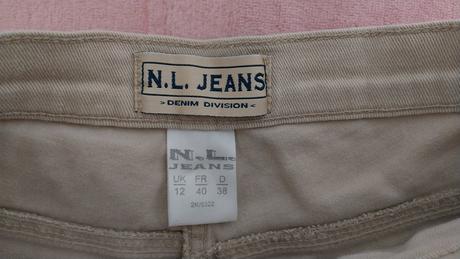 N.L. JEANS
>DENIM DIVISION<
N.L.
JEANS
UK FR D
12 40 38